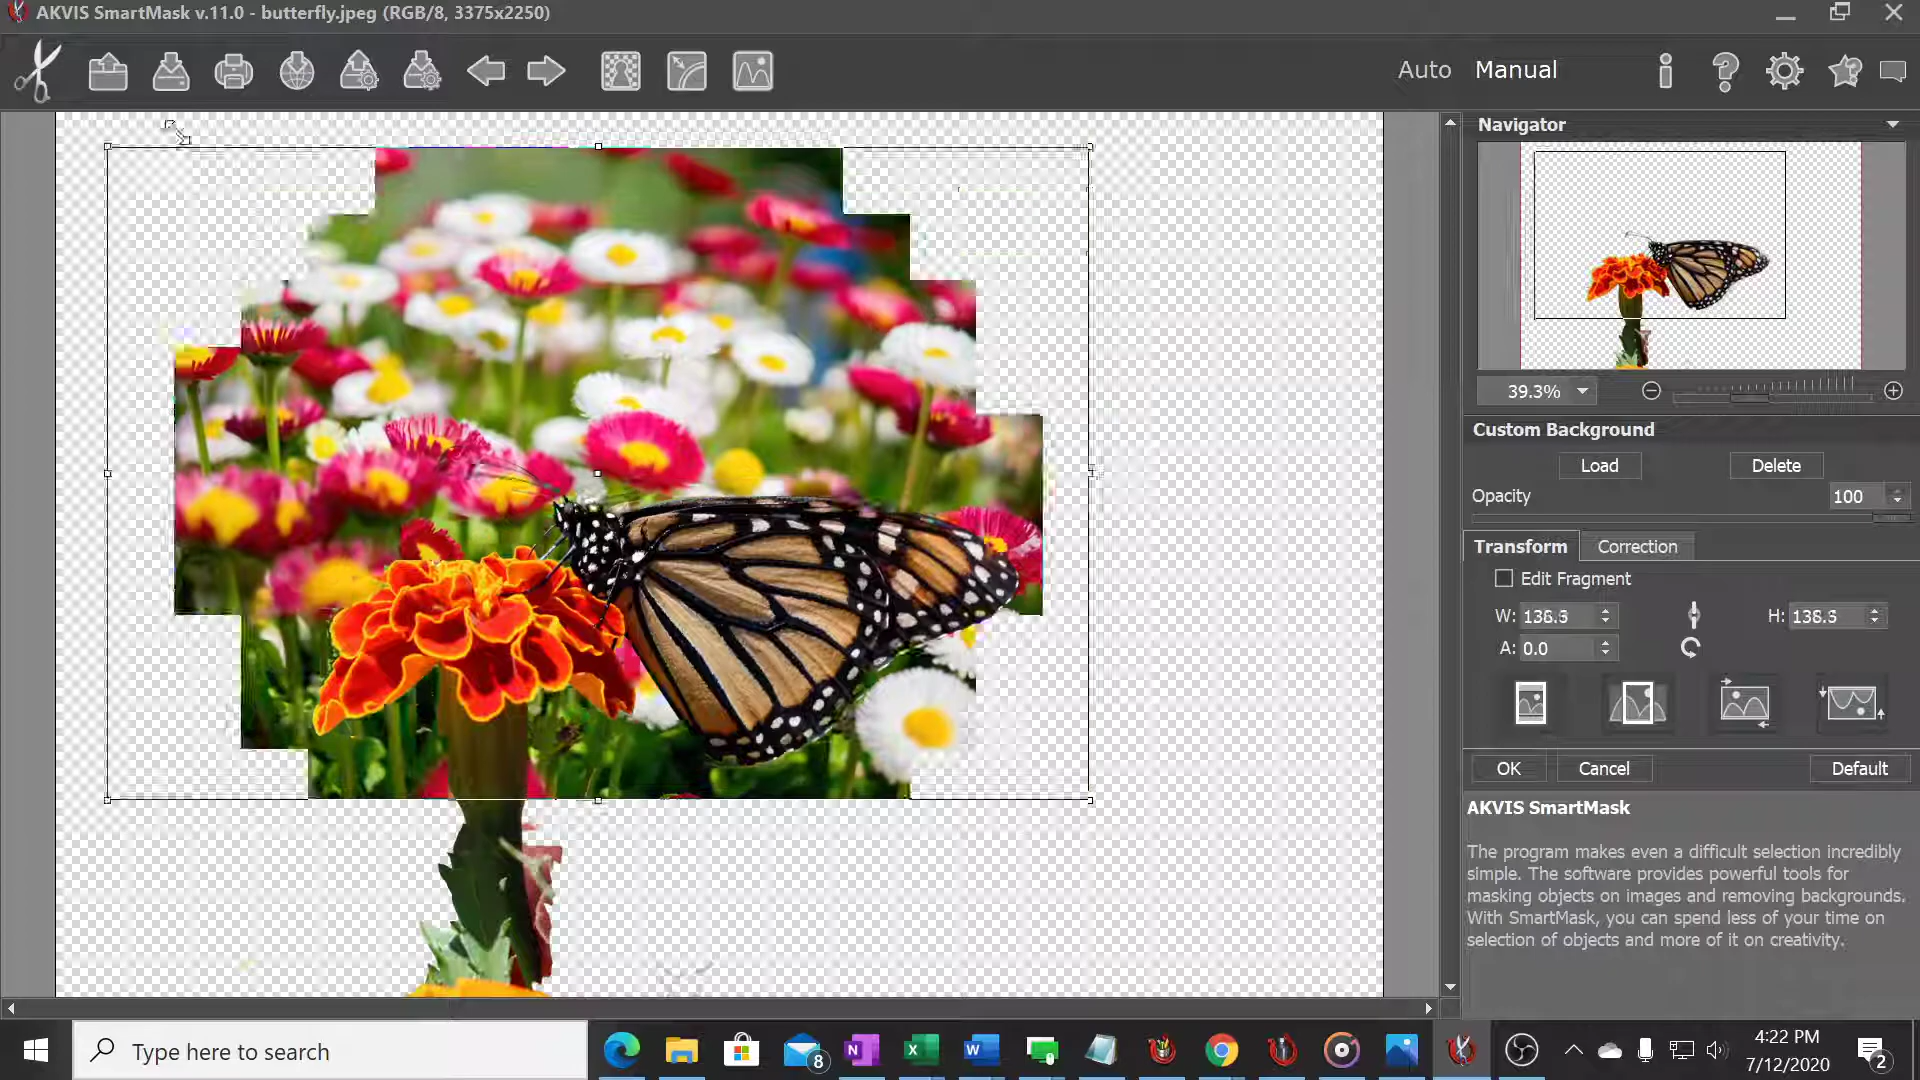 AKVIS SmartMask v.11.0 - butterfly.jpeg (RGB/8, 3375x2250)
Auto Manual
Navigator
39.3%
Custom Background
Load Delete
Opacity 100
Transform Correction
Edit Fragment
W: 138.5 H: 138.5
A: 0.0
OK Cancel Default
AKVIS SmartMask
The program makes even a difficult selection incredibly
simple. The software provides powerful tools for
masking objects on images and removing backgrounds.
With SmartMask, you can spend less of your time on
selection of objects and more of it on creativity.
Type here to search
8
4:22 PM
7/12/2020
2